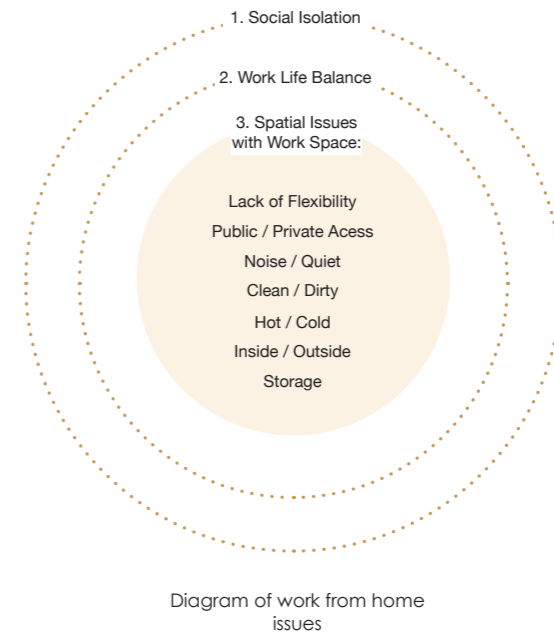 1. Social Isolation
2. Work Life Balance
3. Spatial Issues
with Work Space:
Lack of Flexibility
Public / Private Acess
Noise / Quiet
Clean / Dirty
Hot / Cold
Inside / Outside
Storage
Diagram of work from home
issues